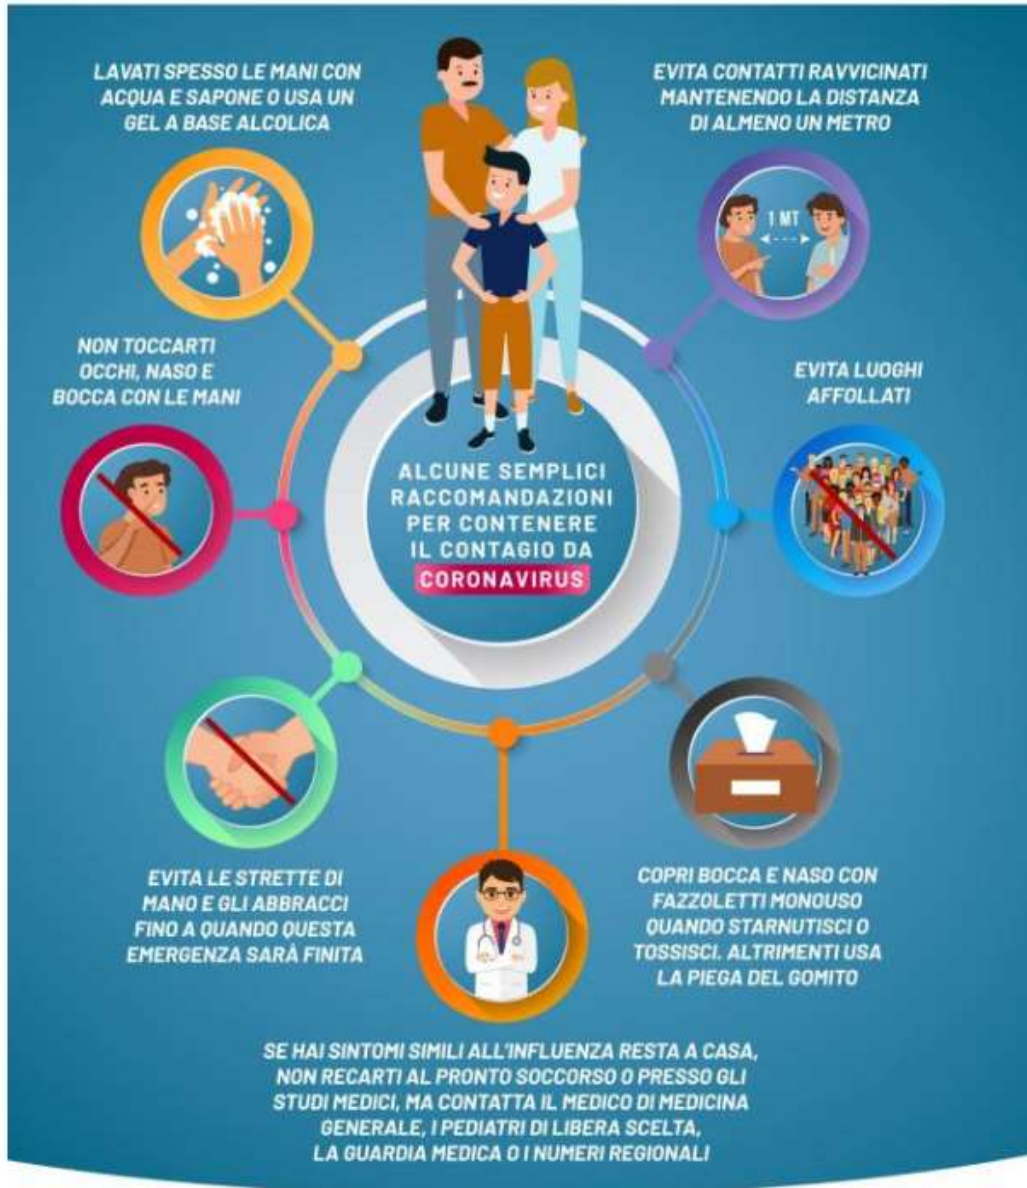 LAVATI SPESSO LE MANI CON
ACQUA E SAPONE O USA UN
GEL A BASE ALCOLICA
EVITA CONTATTI RAVVICINATI
MANTENENDO LA DISTANZA
DI ALMENO UN METRO
1 MT
NON TOCCARTI
OCCHI, NASO E
BOCCA CON LE MANI
EVITA LUOGHI
AFFOLLATI
ALCUNE SEMPLICI
RACCOMANDAZIONI
PER CONTENERE
IL CONTAGIO DA
CORONAVIRUS
EVITA LE STRETTE DI
MANO E GLI ABBRACCI
FINO A QUANDO QUESTA
EMERGENZA SARÀ FINITA
COPRI BOCCA E NASO CON
FAZZOLETTI MONOUSO
QUANDO STARNUTISCI O
TOSSISCI. ALTRIMENTI USA
LA PIEGA DEL GOMITO
SE HAI SINTOMI SIMILI ALL'INFLUENZA RESTA A CASA,
NON RECARTI AL PRONTO SOCCORSO O PRESSO GLI
STUDI MEDICI, MA CONTATTA IL MEDICO DI MEDICINA
GENERALE, I PEDIATRI DI LIBERA SCELTA,
LA GUARDIA MEDICA O I NUMERI REGIONALI